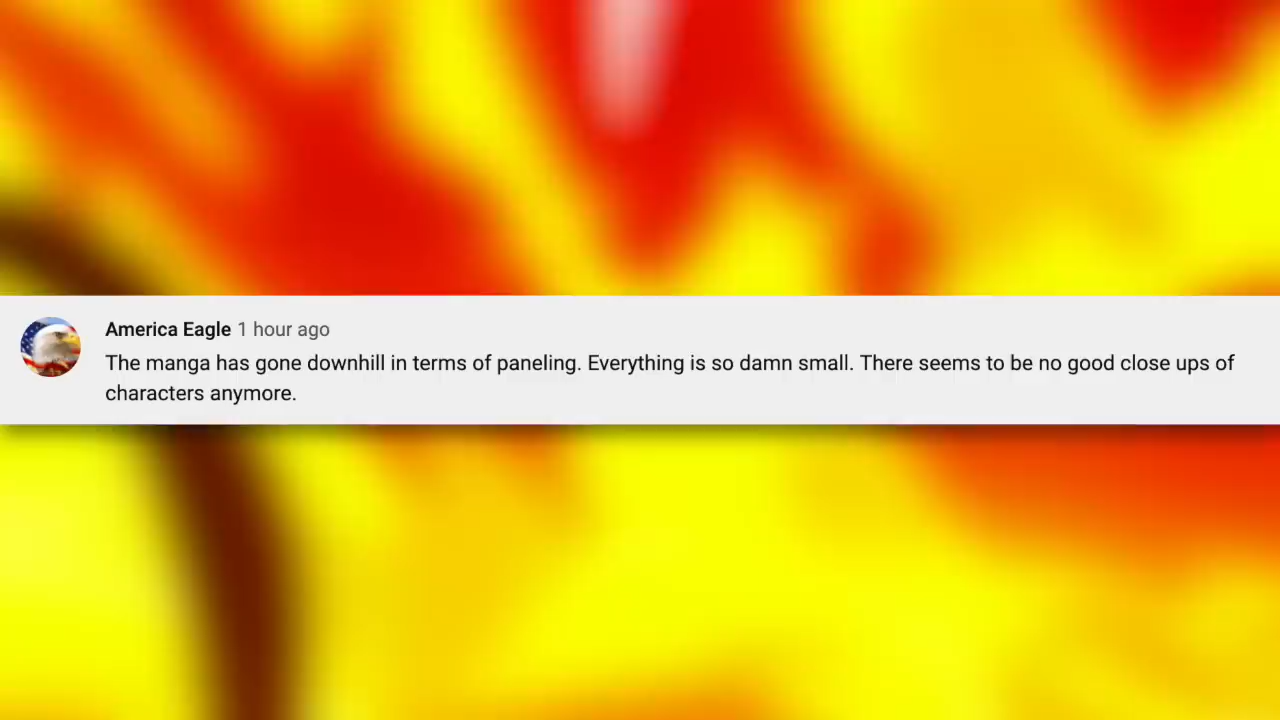 America Eagle 1 hour ago
The manga has gone downhill in terms of paneling. Everything is so damn small. There seems to be no good close ups of
characters anymore.